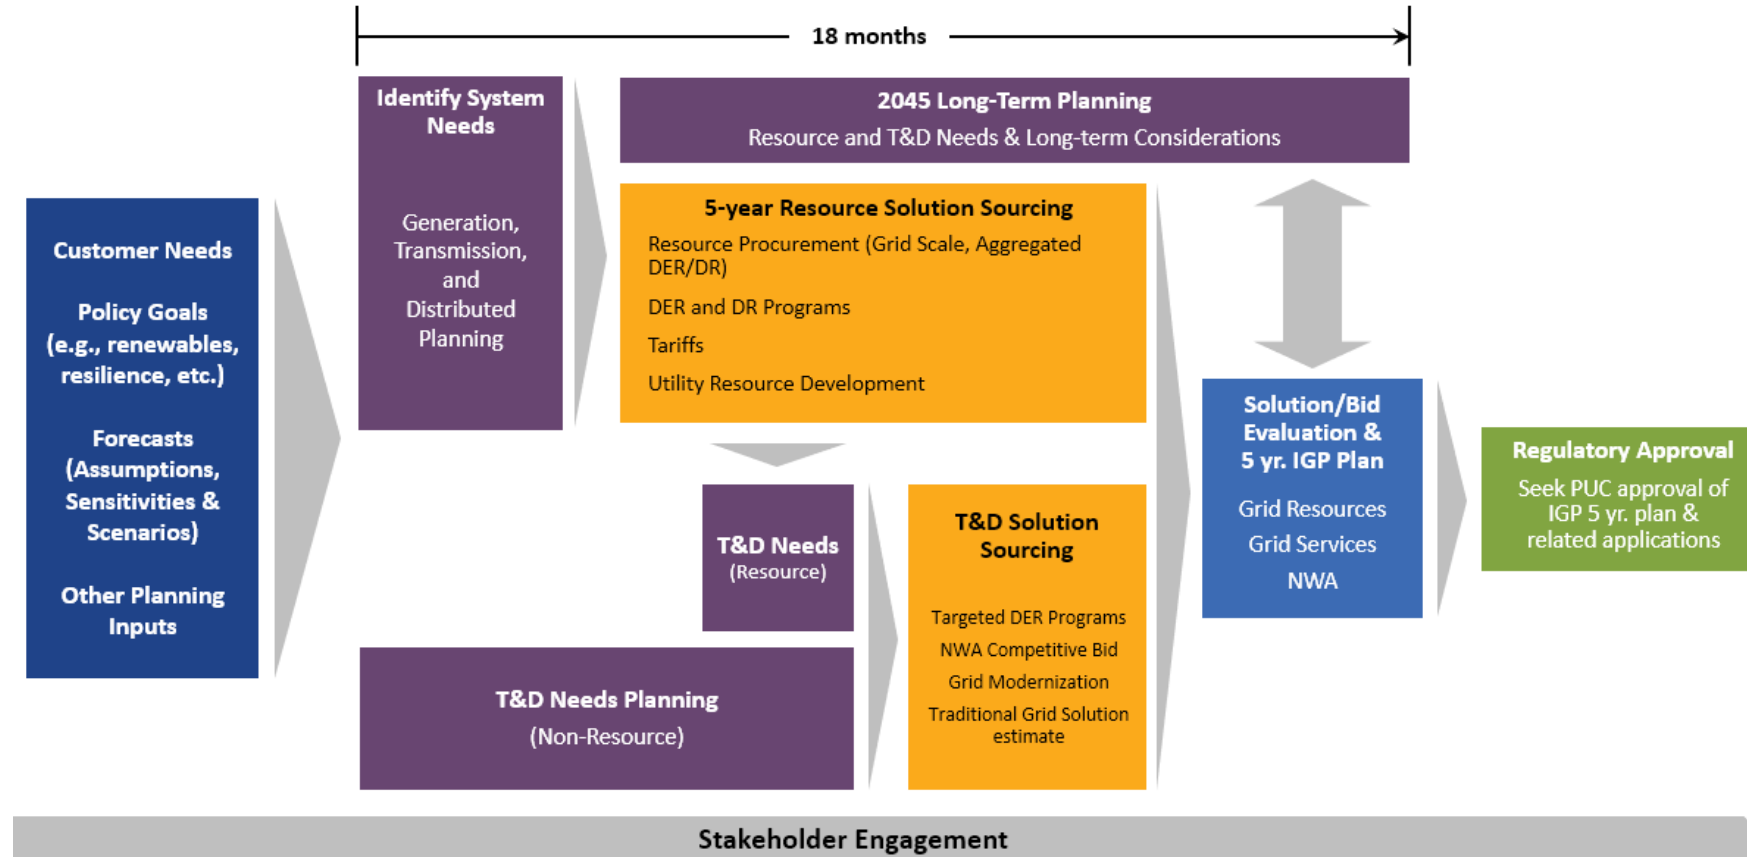 18 months
Identify System
Needs
Generation,
Transmission,
and
Distributed
Planning
2045 Long-Term Planning
Resource and T&D Needs & Long-term Considerations
Customer Needs
Policy Goals
(e.g., renewables,
resilience, etc.)
Forecasts
(Assumptions,
Sensitivities &
Scenarios)
Other Planning
Inputs
5-year Resource Solution Sourcing
Resource Procurement (Grid Scale, Aggregated
DER/DR)
DER and DR Programs
Tariffs
Utility Resource Development
T&D Needs
(Resource)
T&D Needs Planning
(Non-Resource)
T&D Solution
Sourcing
Targeted DER Programs
NWA Competitive Bid
Grid Modernization
Traditional Grid Solution
estimate
Solution/Bid
Evaluation &
5 yr. IGP Plan
Grid Resources
Grid Services
NWA
Regulatory Approval
Seek PUC approval of
IGP 5 yr. plan &
related applications
Stakeholder Engagement